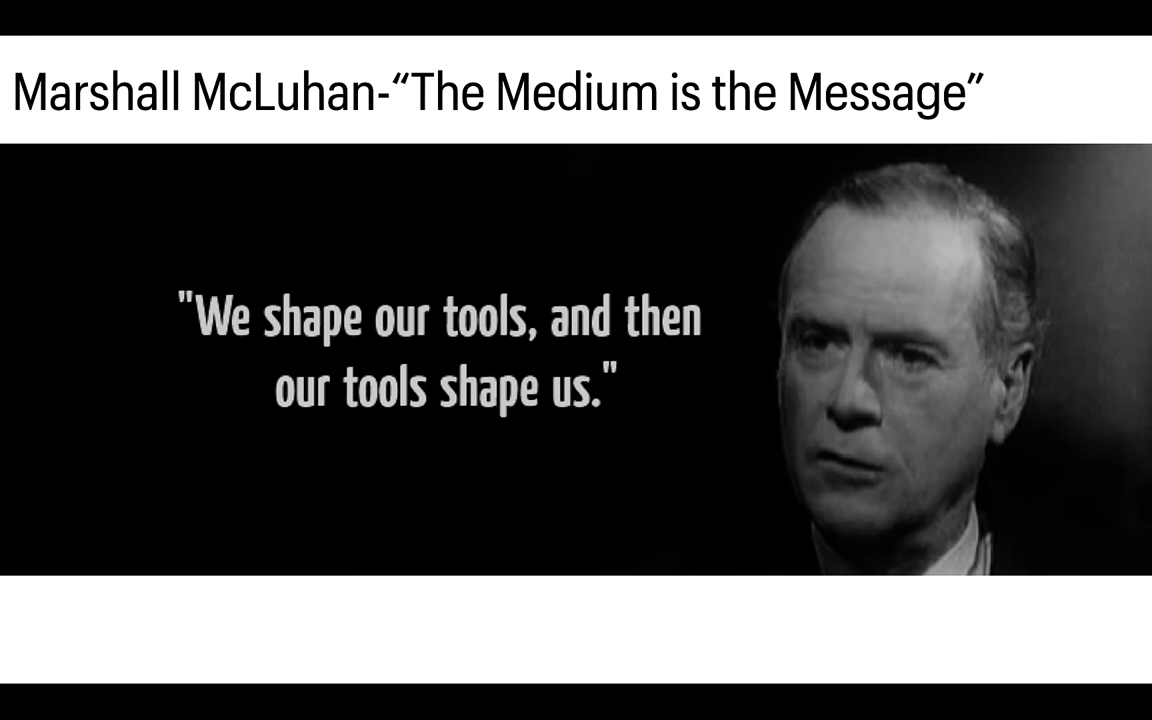 Marshall McLuhan-“The Medium is the Message”
"We shape our tools, and then
our tools shape us."